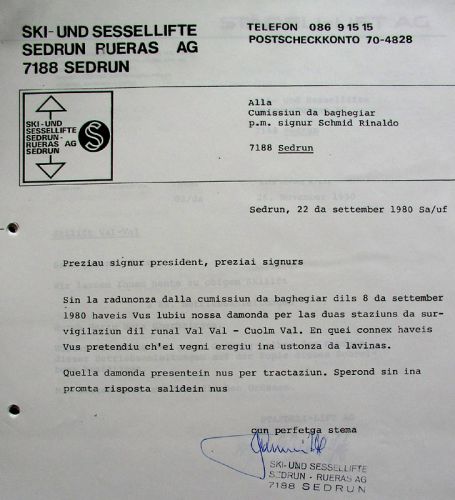 SKI- UND SESSELLIFTE
SEDRUN RUERAS AG
7188 SEDRUN
TELEFON 086 9 15 15
POSTSCHECKKONTO 70-4828
SKI- UND
SESSELLIFTE
SEDRUN-
RUERAS AG
SEDRUN
S
Alla
Cumissiun da baghegiar
p.m. signur Schmid Rinaldo
7188 Sedrun
Sedrun, 22 da settember 1980 Sa/uf
Preziau signur president, preziai signurs
Sin la radunonza dalla cumissiun da baghegiar dils 8 da settember
1980 haveis Vus lubiu nossa damonda per las duas staziuns da sur-
vigilaziun dil runal Val Val - Cuolm Val. En quei connex haveis
Vus pretendiu ch'ei vegni eregiu ina ustonza da lavinas.
Quella damonda presentein nus per tractaziun. Sperond sin ina
promta risposta salidein nus
cun perfetga stema
SKI- UND SESSELLIFTE
SEDRUN - RUERAS AG
7188 SEDRUN